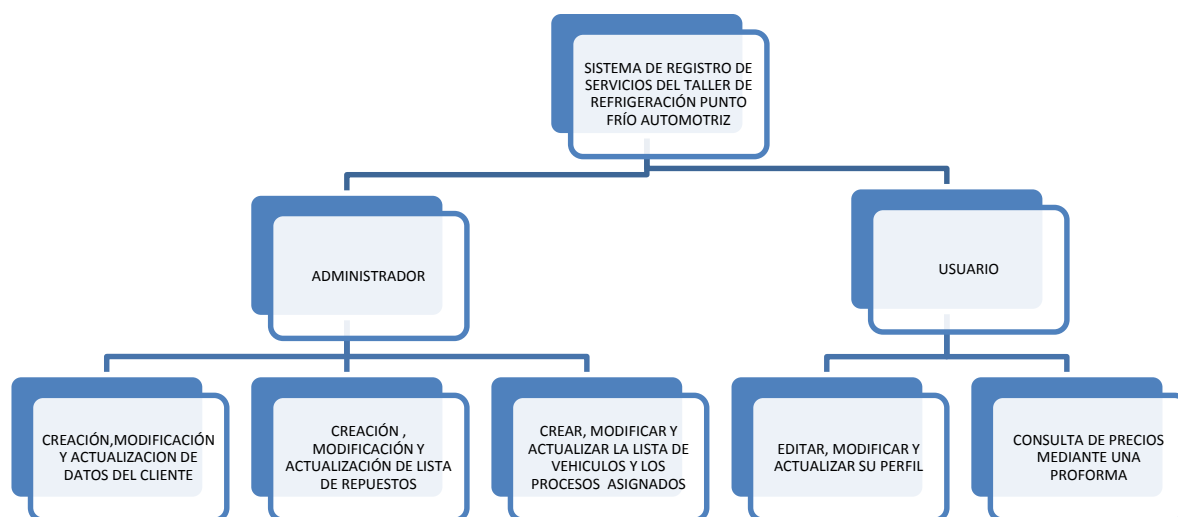 SISTEMA DE REGISTRO DE
SERVICIOS DEL TALLER DE
REFRIGERACIÓN PUNTO
FRÍO AUTOMOTRIZ
ADMINISTRADOR
USUARIO
CREACIÓN,MODIFICACIÓN
Y ACTUALIZACION DE
DATOS DEL CLIENTE
CREACIÓN ,
MODIFICACIÓN Y
ACTUALIZACIÓN DE LISTA
DE REPUESTOS
CREAR, MODIFICAR Y
ACTUALIZAR LA LISTA DE
VEHICULOS Y LOS
PROCESOS ASIGNADOS
EDITAR, MODIFICAR Y
ACTUALIZAR SU PERFIL
CONSULTA DE PRECIOS
MEDIANTE UNA
PROFORMA